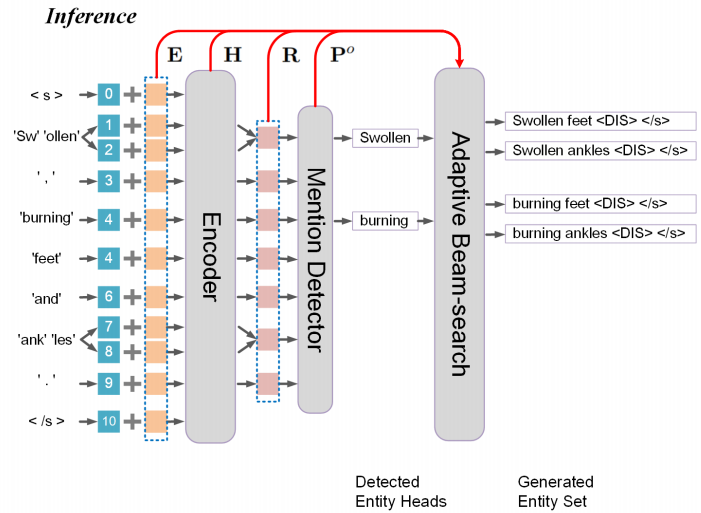 Inference
E H R Pᵒ
< s > 0
'Sw' 'ollen' 1
2
' , ' 3
'burning' 4
'feet' 4
'and' 6
'ank' 'les' 7
8
' . ' 9
< /s > 10
Encoder
Mention Detector
Swollen
burning
Adaptive Beam-search
Swollen feet <DIS> </s>
Swollen ankles <DIS> </s>
burning feet <DIS> </s>
burning ankles <DIS> </s>
Detected
Entity Heads
Generated
Entity Set